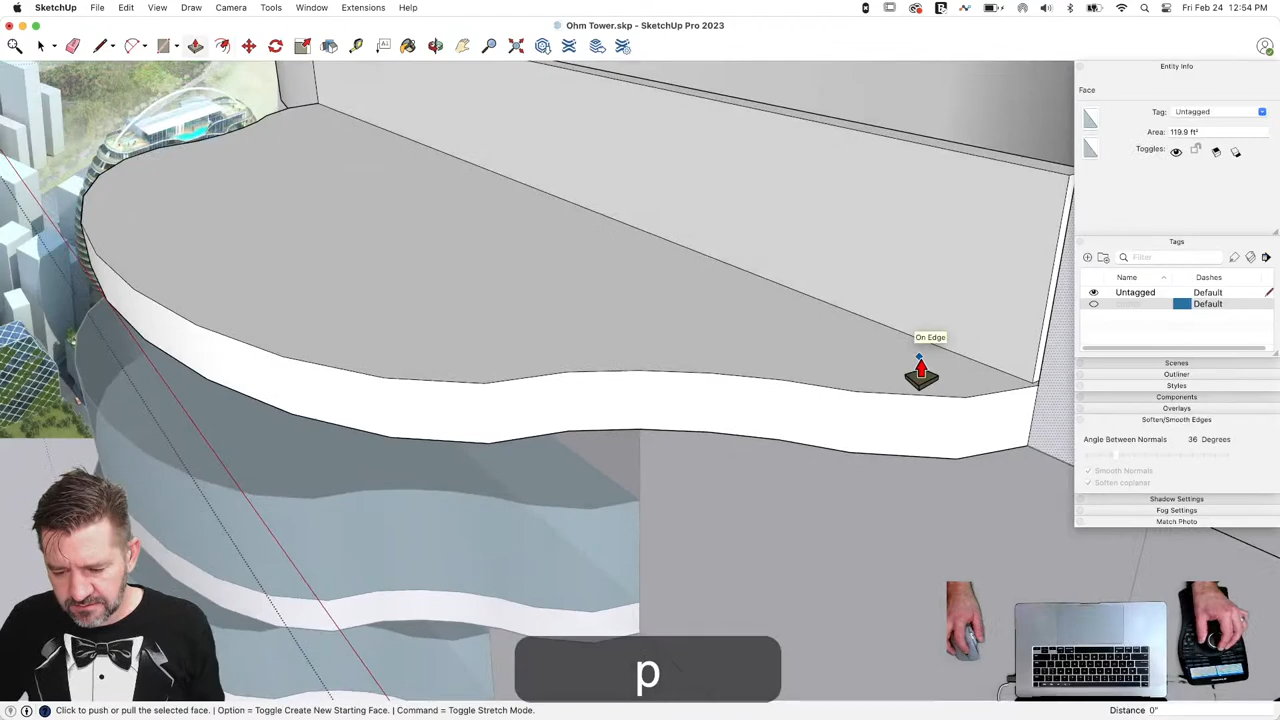 SketchUp File Edit View Draw Camera Tools Window Extensions Help
Fri Feb 24 12:54 PM
Ohm Tower.skp - SketchUp Pro 2023
Entity Info
Face
Tag: Untagged
Area: 119.9 ft²
Toggles:
Tags
Filter
Name Dashes
Untagged Default
Default
Scenes
Outliner
Styles
Components
Overlays
Soften/Smooth Edges
Angle Between Normals 36 Degrees
Smooth Normals
Soften coplanar
Shadow Settings
Fog Settings
Match Photo
On Edge
p
Click to push or pull the selected face. | Option = Toggle Create New Starting Face. | Command = Toggle Stretch Mode.
Distance 0"